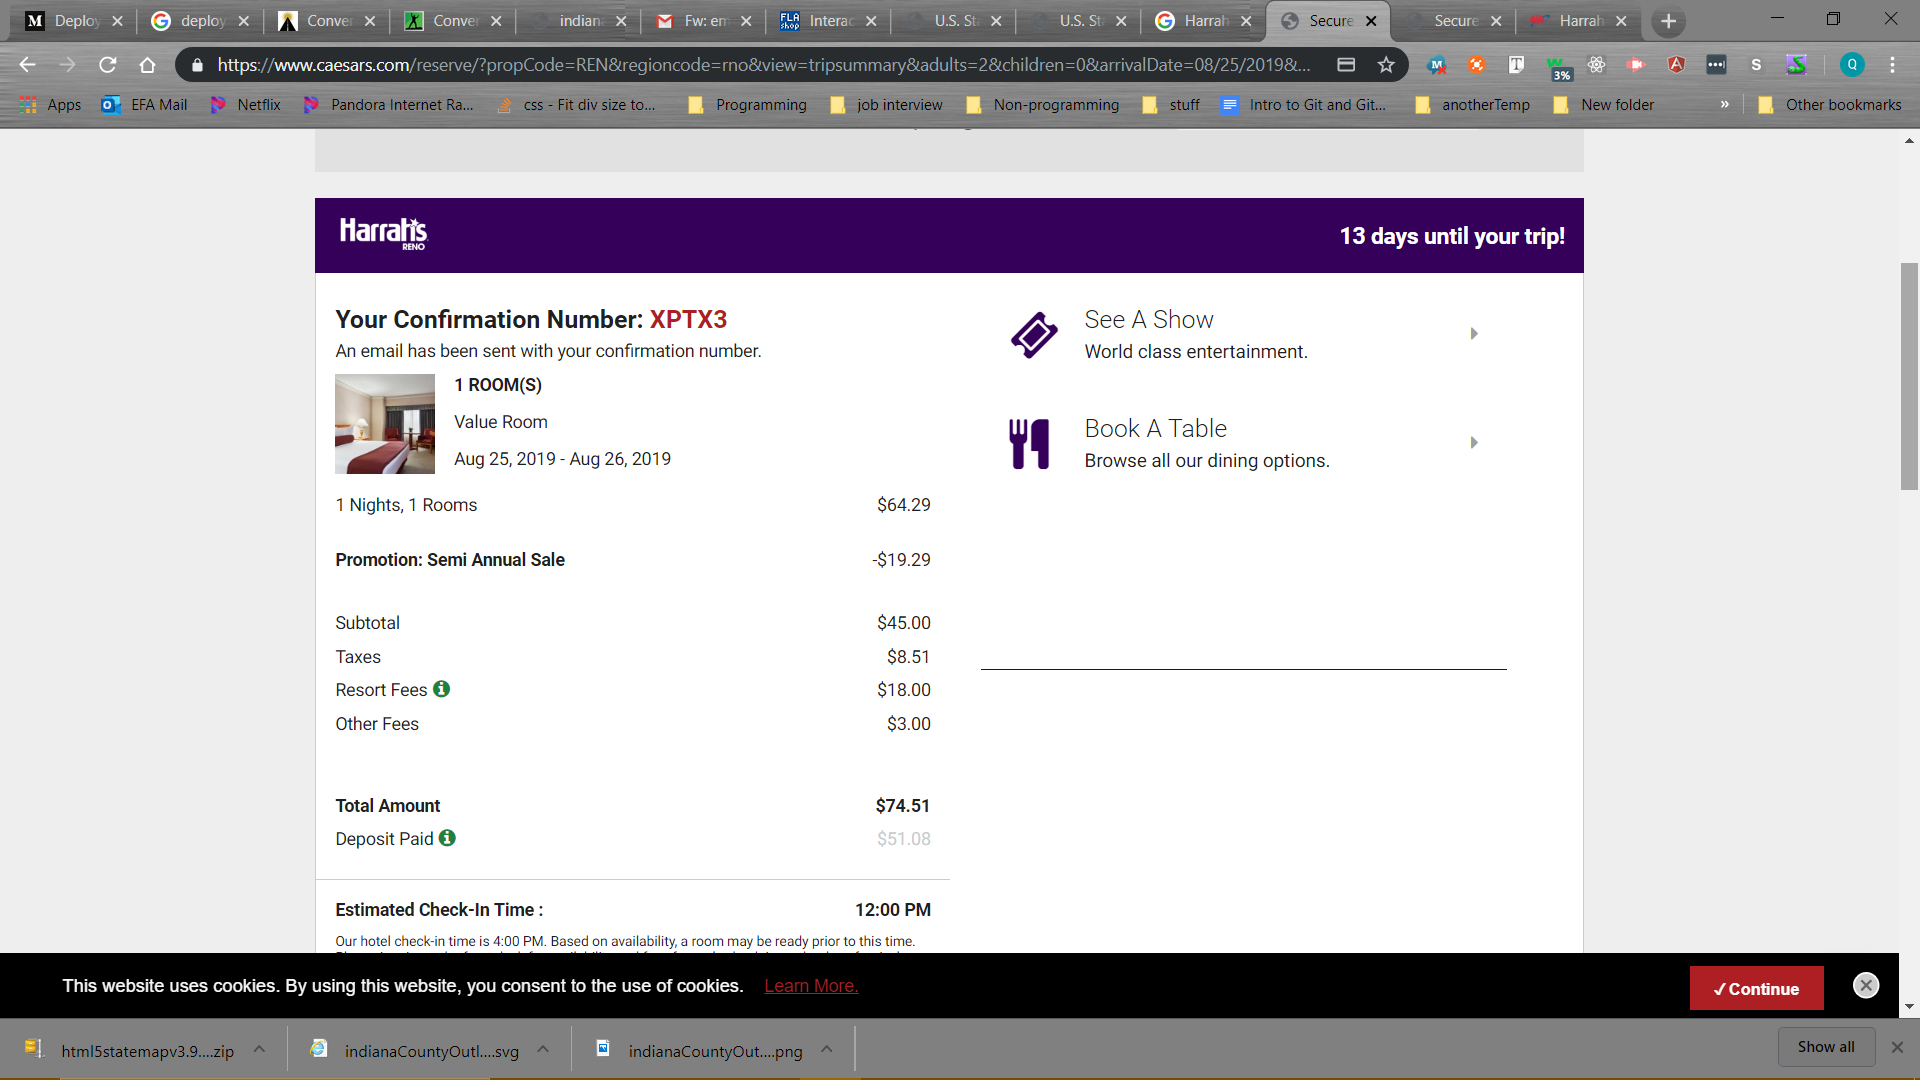 Deploy
deploy
Conver
Conver
indiana
Fw: em
FLA shop
Interac
U.S. Sta
U.S. Sta
Harrah
Secure
Secure
Harrah
https://www.caesars.com/reserve/?propCode=REN&regioncode=rno&view=tripsummary&adults=2&children=0&arrivalDate=08/25/2019&...
3%
Q
Apps
EFA Mail
Netflix
Pandora Internet Ra...
css - Fit div size to...
Programming
job interview
Non-programming
stuff
Intro to Git and Git...
anotherTemp
New folder
»
Other bookmarks
Harrah's
RENO
13 days until your trip!
Your Confirmation Number: XPTX3
An email has been sent with your confirmation number.
1 ROOM(S)
Value Room
Aug 25, 2019 - Aug 26, 2019
1 Nights, 1 Rooms $64.29
Promotion: Semi Annual Sale -$19.29
Subtotal $45.00
Taxes $8.51
Resort Fees $18.00
Other Fees $3.00
Total Amount $74.51
Deposit Paid $51.08
Estimated Check-In Time : 12:00 PM
Our hotel check-in time is 4:00 PM. Based on availability, a room may be ready prior to this time.
See A Show
World class entertainment.
Book A Table
Browse all our dining options.
This website uses cookies. By using this website, you consent to the use of cookies. Learn More.
✓Continue
html5statemapv3.9....zip
indianaCountyOutl....svg
indianaCountyOut....png
Show all